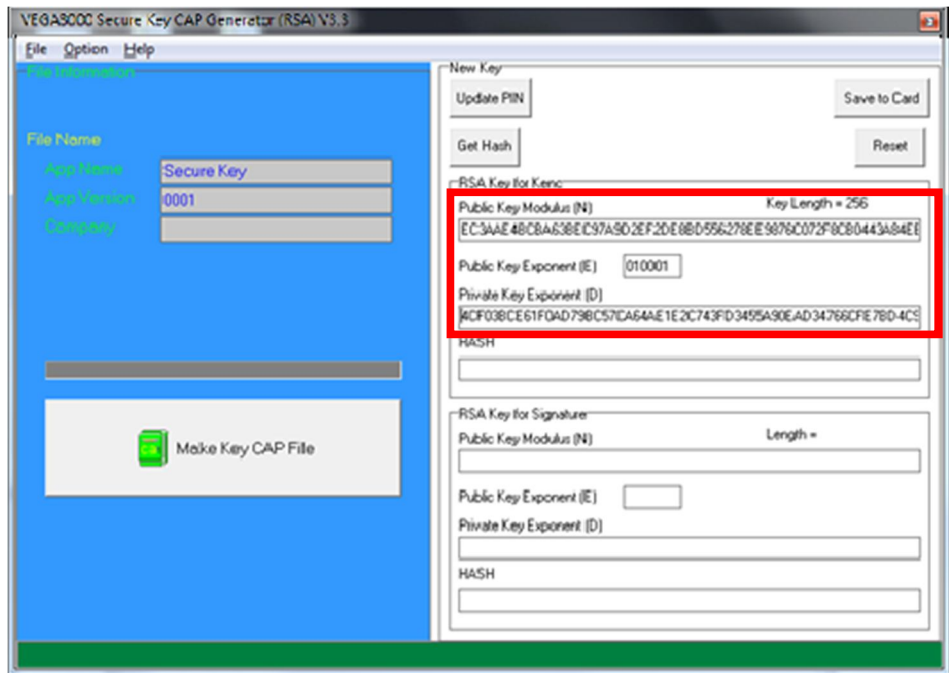 VEGA3000 Secure Key CAP Generator (RSA) V3.3
File Option Help
File Information
File Name
App Name Secure Key
App Version 0001
Company
Make Key CAP File
New Key
Update PIN Save to Card
Get Hash Reset
RSA Key for Kenc
Public Key Modulus (N) Key Length = 256
Public Key Exponent (E) 010001
Private Key Exponent (D)
HASH
RSA Key for Signature
Public Key Modulus (N) Length =
Public Key Exponent (E)
Private Key Exponent (D)
HASH